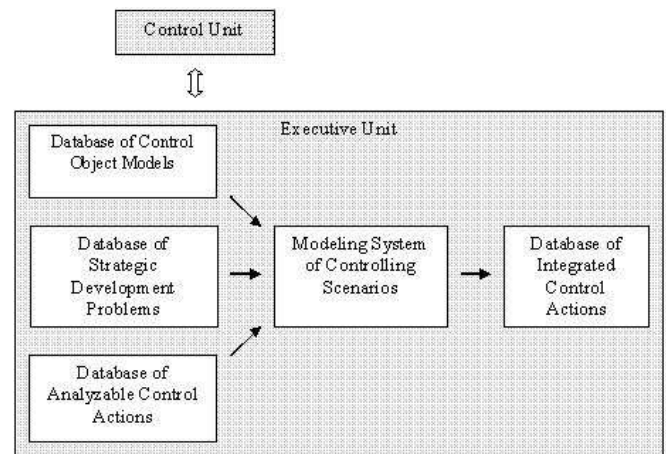 Control Unit
Executive Unit
Database of Control
Object Models
Database of
Strategic
Development
Problems
Modeling System
of Controlling
Scenarios
Database of
Integrated
Control
Actions
Database of
Analyzable Control
Actions